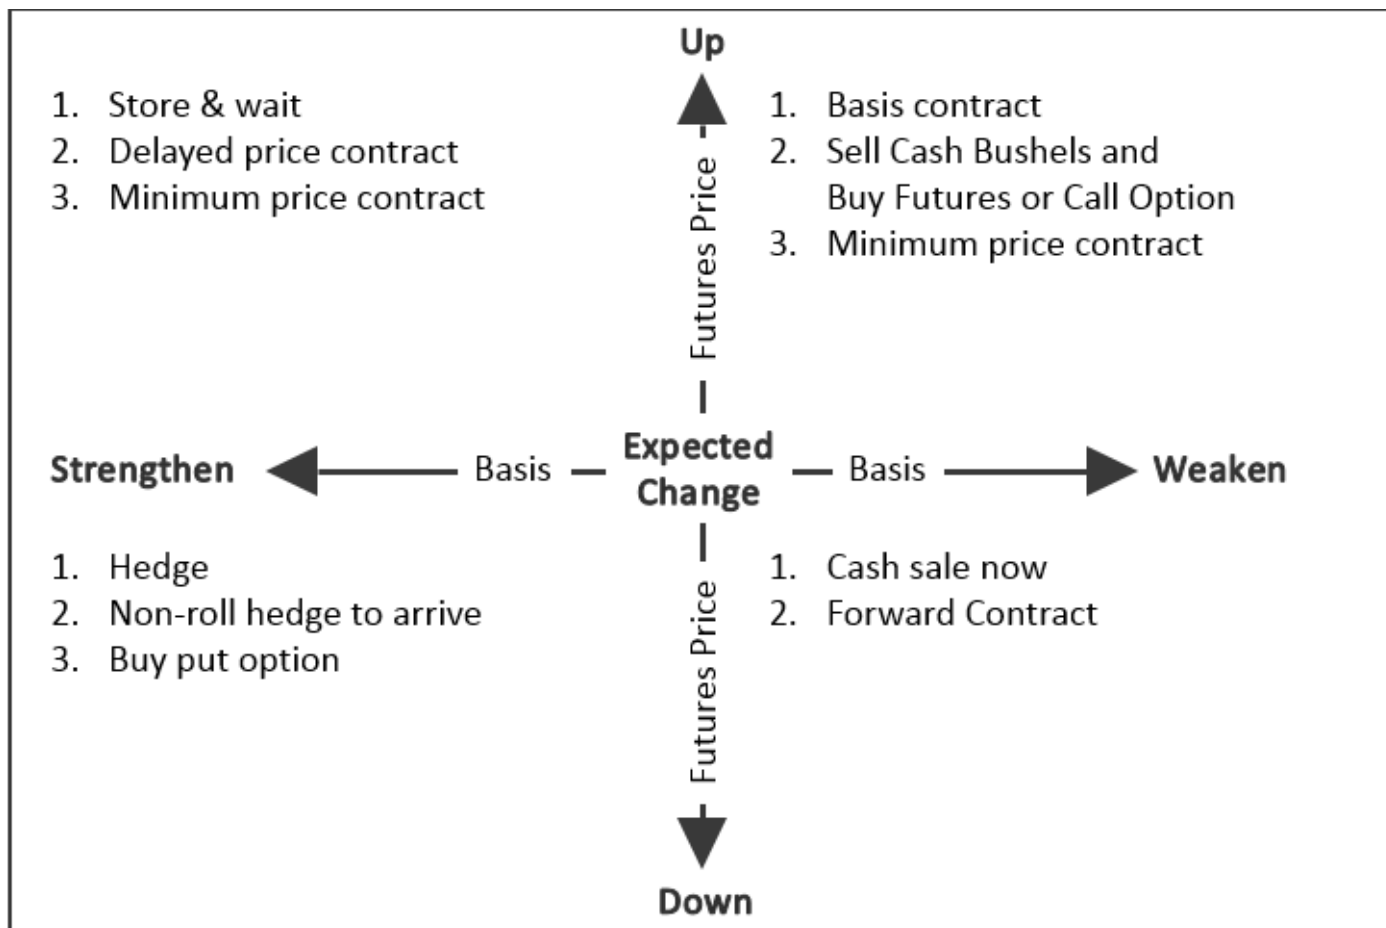 Up
1. Store & wait
2. Delayed price contract
3. Minimum price contract
1. Basis contract
2. Sell Cash Bushels and
Buy Futures or Call Option
3. Minimum price contract
Futures Price
Strengthen
Basis
Expected
Change
Basis
Weaken
1. Hedge
2. Non-roll hedge to arrive
3. Buy put option
1. Cash sale now
2. Forward Contract
Futures Price
Down